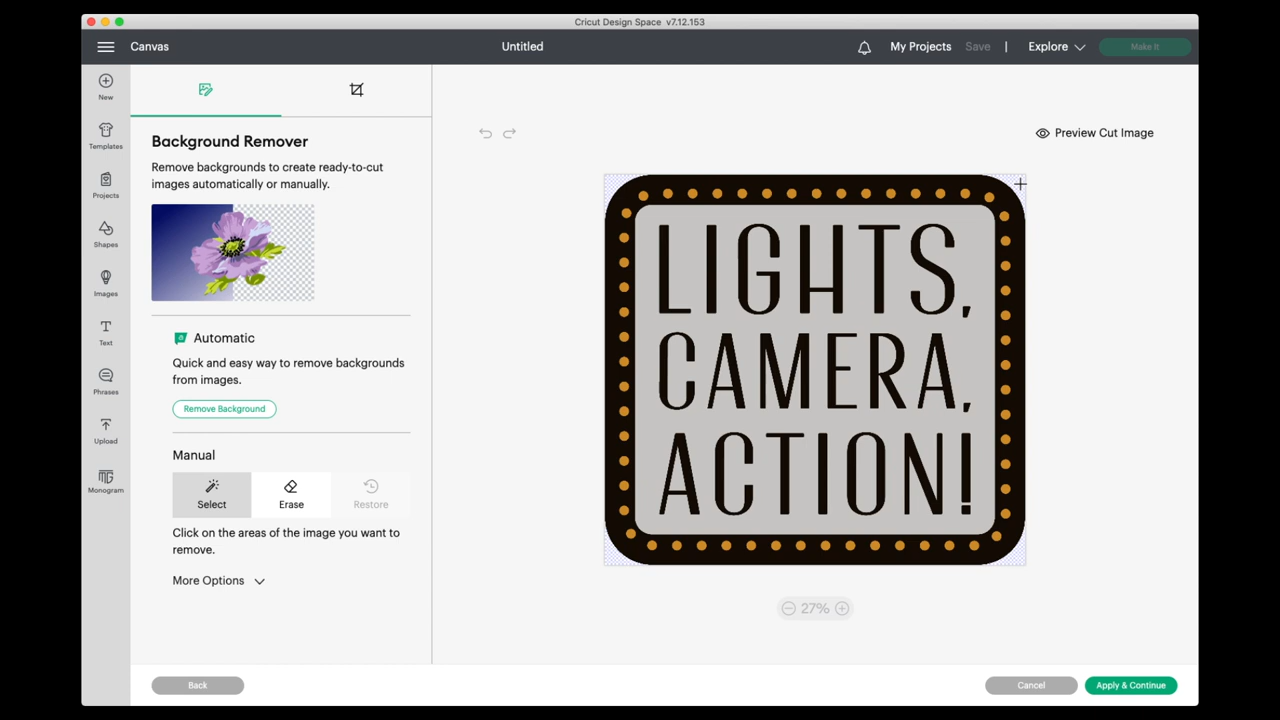 Cricut Design Space v7.12.153
Canvas
Untitled
My Projects
Save
|
Explore
Make It
New
Templates
Projects
Shapes
Images
Text
Phrases
Upload
Monogram
Background Remover
Remove backgrounds to create ready-to-cut
images automatically or manually.
Automatic
Quick and easy way to remove backgrounds
from images.
Remove Background
Manual
Select
Erase
Restore
Click on the areas of the image you want to
remove.
More Options
Preview Cut Image
LIGHTS,
CAMERA,
ACTION!
27%
Back
Cancel
Apply & Continue